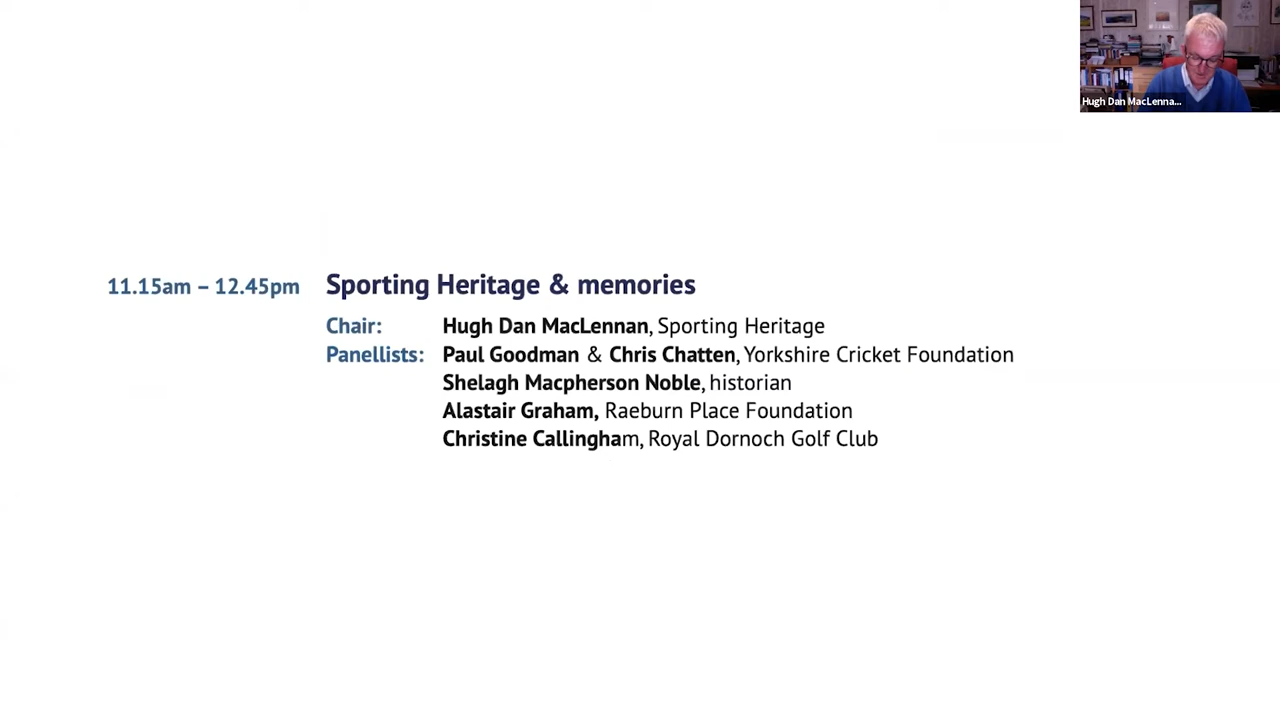 Hugh Dan MacLenna...
11.15am – 12.45pm Sporting Heritage & memories
Chair: Hugh Dan MacLennan, Sporting Heritage
Panellists: Paul Goodman & Chris Chatten, Yorkshire Cricket Foundation
Shelagh Macpherson Noble, historian
Alastair Graham, Raeburn Place Foundation
Christine Callingham, Royal Dornoch Golf Club